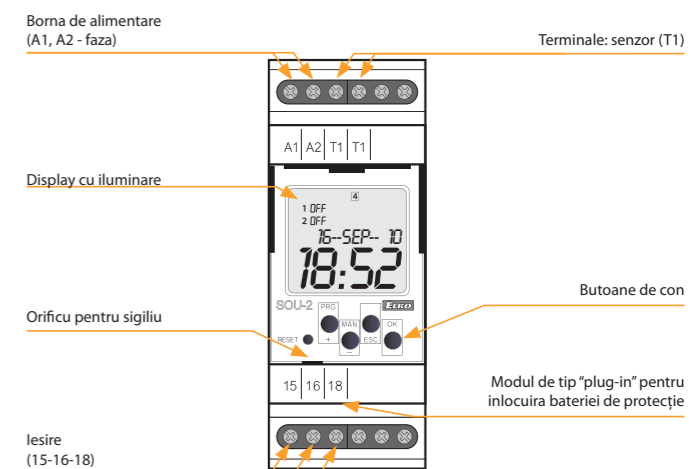 Borna de alimentare
(A1, A2 - faza)
Terminale: senzor (T1)
A1 A2 T1 T1
Display cu iluminare
4
1 OFF
2 OFF
16--SEP-- 10
18:52
SOU-2 PRG ELKO
Butoane de con
Orificu pentru sigiliu
MAN OK
RESET + ESC
–
15 16 18
Modul de tip “plug-in” pentru
inlocuira bateriei de protecție
Iesire
(15-16-18)